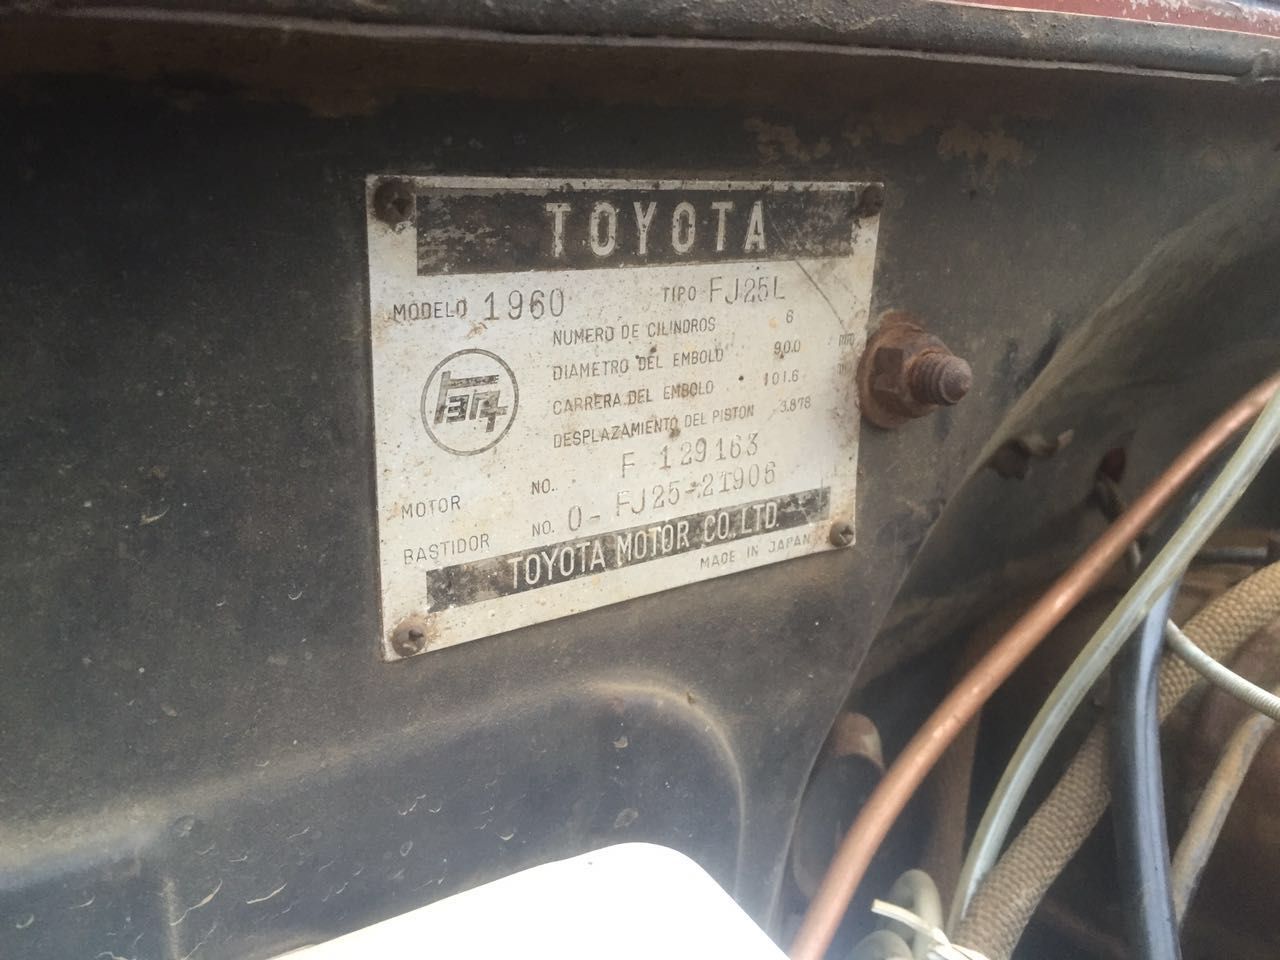 TOYOTA
MODELO 1960 TIPO FJ25L
NUMERO DE CILINDROS 6
DIAMETRO DEL EMBOLO 90.0
CARRERA DEL EMBOLO 101.6
DESPLAZAMIENTO DEL PISTON 3.878
MOTOR NO. F 129163
BASTIDOR NO. 0-FJ25-21906
TOYOTA MOTOR CO., LTD.
MADE IN JAPAN